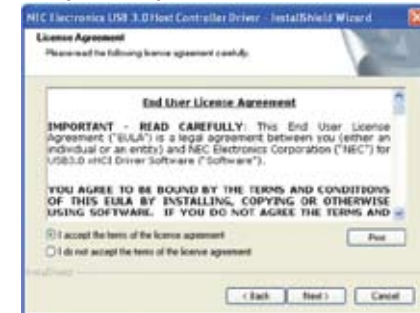 NEC Electronics USB 3.0 Host Controller Driver - InstallShield Wizard
License Agreement
Please read the following license agreement carefully.
End User License Agreement
IMPORTANT - READ CAREFULLY: This End User License
Agreement ("EULA") is a legal agreement between you (either an
individual or an entity) and NEC Electronics Corporation ("NEC") for
USB3.0 xHCI Driver Software ("Software").
YOU AGREE TO BE BOUND BY THE TERMS AND CONDITIONS
OF THIS EULA BY INSTALLING, COPYING OR OTHERWISE
USING SOFTWARE. IF YOU DO NOT AGREE THE TERMS AND
I accept the terms of the license agreement
Print
I do not accept the terms of the license agreement
InstallShield
< Back
Next >
Cancel